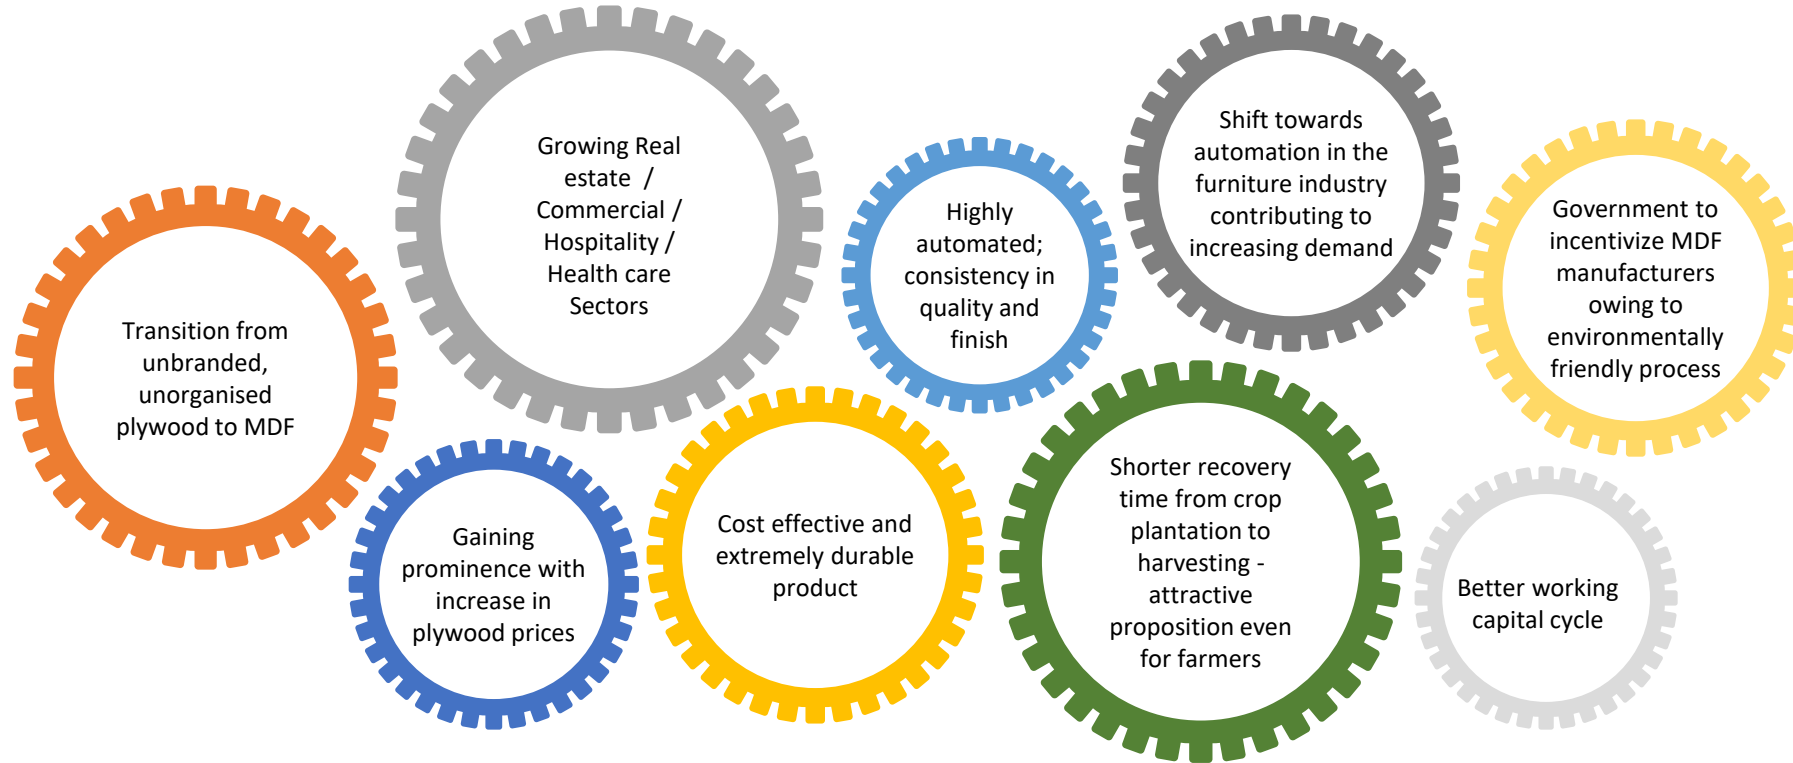 Transition from
unbranded,
unorganised
plywood to MDF
Growing Real
estate /
Commercial /
Hospitality /
Health care
Sectors
Gaining
prominence with
increase in
plywood prices
Cost effective and
extremely durable
product
Highly
automated;
consistency in
quality and
finish
Shift towards
automation in the
furniture industry
contributing to
increasing demand
Shorter recovery
time from crop
plantation to
harvesting -
attractive
proposition even
for farmers
Government to
incentivize MDF
manufacturers
owing to
environmentally
friendly process
Better working
capital cycle